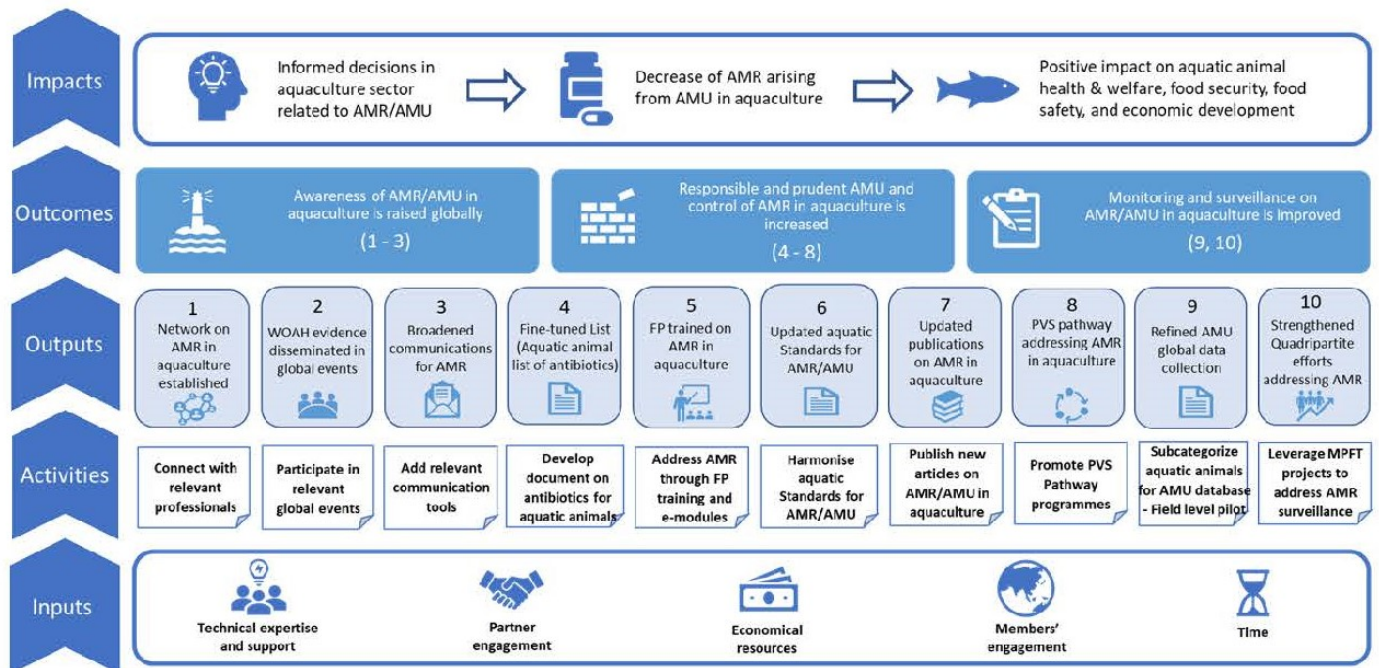 Impacts
Informed decisions in
aquaculture sector
related to AMR/AMU
Decrease of AMR arising
from AMU in aquaculture
Positive impact on aquatic animal
health & welfare, food security, food
safety, and economic development
Outcomes
Awareness of AMR/AMU in
aquaculture is raised globally
(1 - 3)
Responsible and prudent AMU and
control of AMR in aquaculture is
increased
(4 - 8)
Monitoring and surveillance on
AMR/AMU in aquaculture is improved
(9, 10)
Outputs
1
Network on
AMR in
aquaculture
established
2
WOAH evidence
disseminated in
global events
3
Broadened
communications
for AMR
4
Fine-tuned List
(Aquatic animal
list of antibiotics)
5
FP trained on
AMR in
aquaculture
6
Updated aquatic
Standards for
AMR/AMU
7
Updated
publications
on AMR in
aquaculture
8
PVS pathway
addressing AMR
in aquaculture
9
Refined AMU
global data
collection
10
Strengthened
Quadripartite
efforts
addressing AMR
Activities
Connect with
relevant
professionals
Participate in
relevant
global events
Add relevant
communication
tools
Develop
document on
antibiotics for
aquatic animals
Address AMR
through FP
training and
e-modules
Harmonise
aquatic
Standards for
AMR/AMU
Publish new
articles on
AMR/AMU in
aquaculture
Promote PVS
Pathway
programmes
Subcategorize
aquatic animals
for AMU database
- Field level pilot
Leverage MPFT
projects to
address AMR
surveillance
Inputs
Technical expertise
and support
Partner
engagement
Economical
resources
Members'
engagement
Time